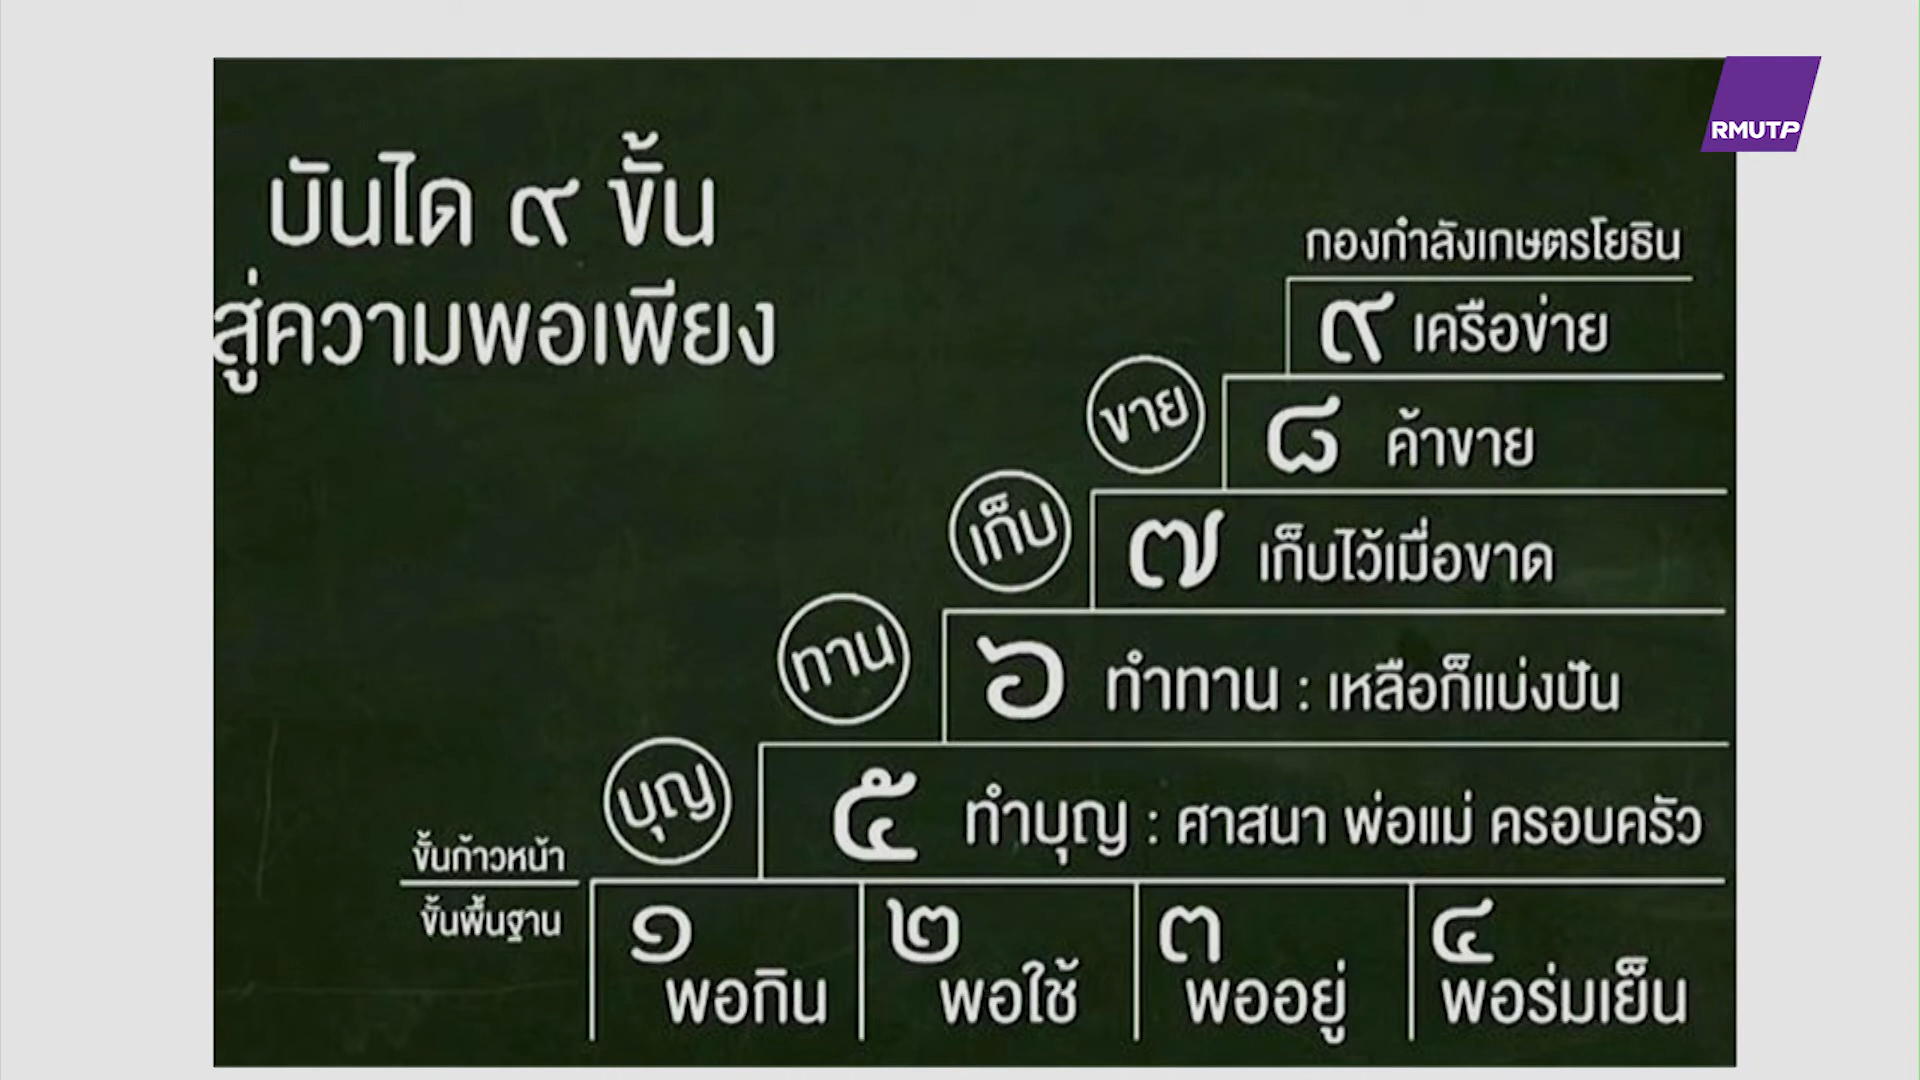 RMUTP
บันได ๙ ขั้น
สู่ความพอเพียง
กองกำลังเกษตรโยธิน
๙ เครือข่าย
ขาย
๘ ค้าขาย
เก็บ
๗ เก็บไว้เมื่อขาด
ทาน
๖ ทำทาน : เหลือก็แบ่งปัน
บุญ
๕ ทำบุญ : ศาสนา พ่อแม่ ครอบครัว
ขั้นก้าวหน้า
ขั้นพื้นฐาน
๑ พอกิน
๒ พอใช้
๓ พออยู่
๔ พอร่มเย็น